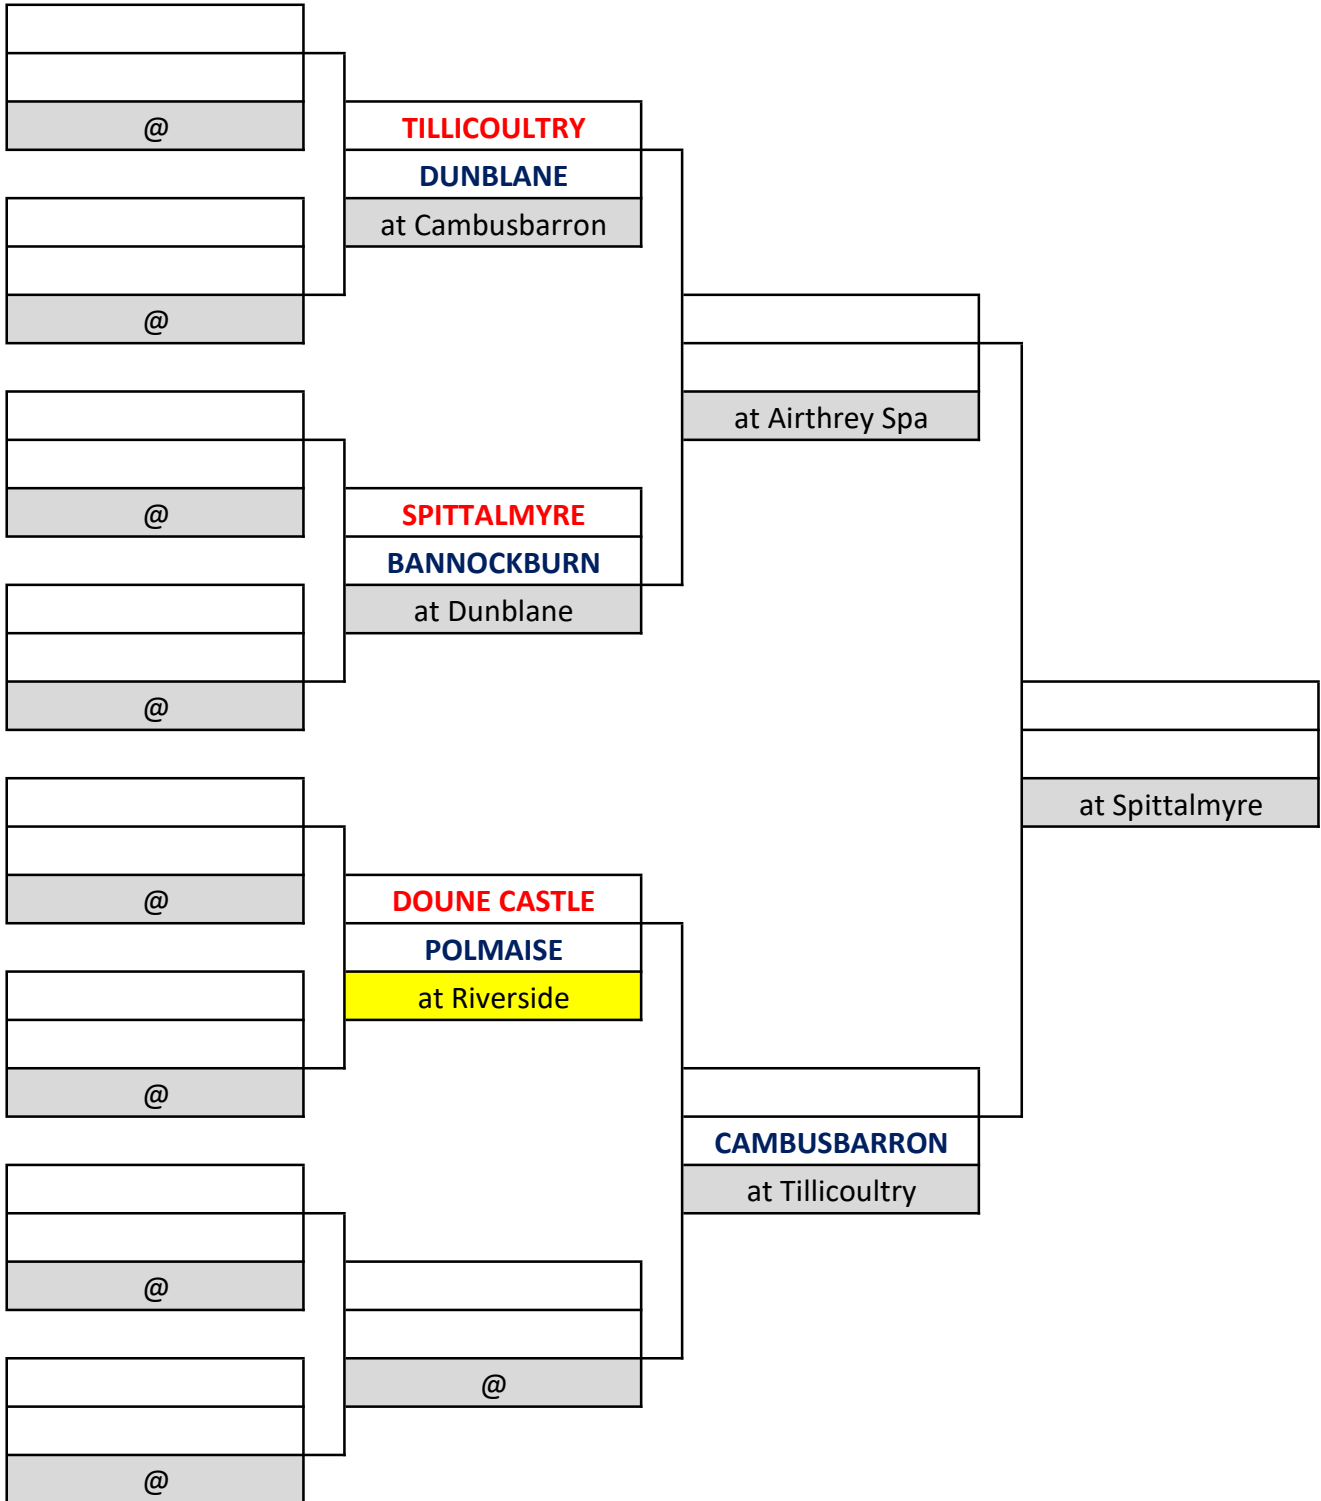 @
@
@
@
@
@
@
@
TILLICOULTRY
DUNBLANE
at Cambusbarron
SPITTALMYRE
BANNOCKBURN
at Dunblane
DOUNE CASTLE
POLMAISE
at Riverside
@
at Airthrey Spa
CAMBUSBARRON
at Tillicoultry
at Spittalmyre